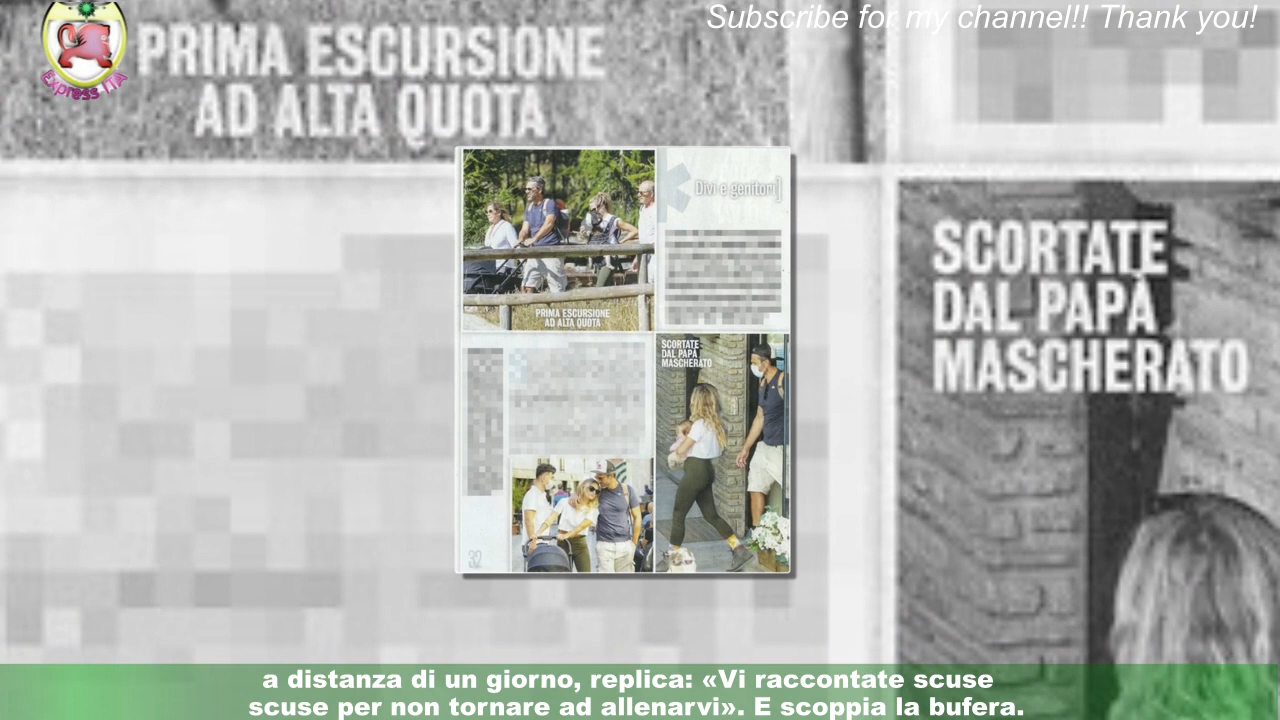 Subscribe for my channel!! Thank you!
Express ITA
PRIMA ESCURSIONE
AD ALTA QUOTA
SCORTATE
DAL PAPÀ
MASCHERATO
Divi e genitori]
PRIMA ESCURSIONE
AD ALTA QUOTA
SCORTATE
DAL PAPÀ
MASCHERATO
32
a distanza di un giorno, replica: «Vi raccontate scuse
scuse per non tornare ad allenarvi». E scoppia la bufera.